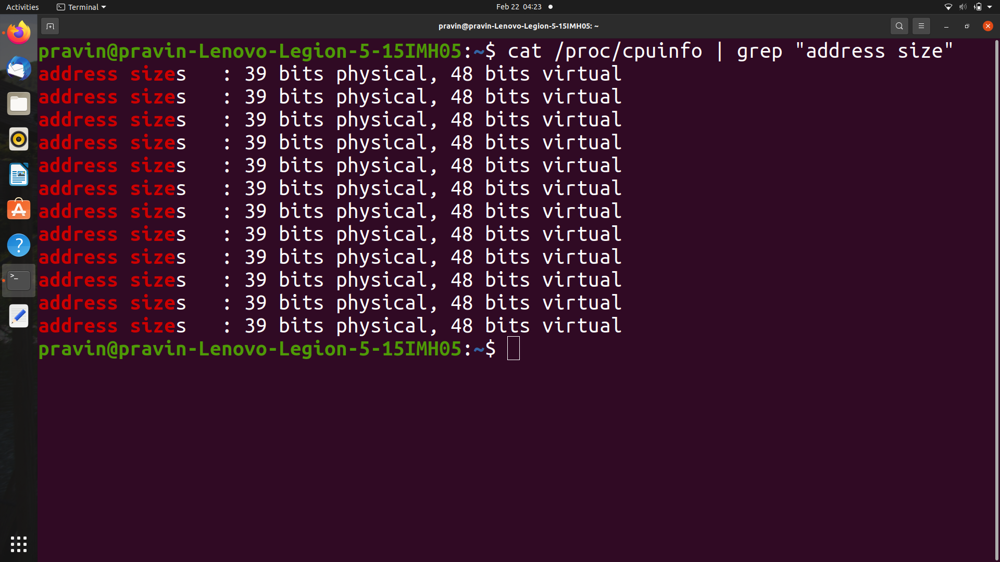 Activities Terminal Feb 22 04:23
pravin@pravin-Lenovo-Legion-5-15IMH05: ~
pravin@pravin-Lenovo-Legion-5-15IMH05:~$ cat /proc/cpuinfo | grep "address size"
address sizes : 39 bits physical, 48 bits virtual
address sizes : 39 bits physical, 48 bits virtual
address sizes : 39 bits physical, 48 bits virtual
address sizes : 39 bits physical, 48 bits virtual
address sizes : 39 bits physical, 48 bits virtual
address sizes : 39 bits physical, 48 bits virtual
address sizes : 39 bits physical, 48 bits virtual
address sizes : 39 bits physical, 48 bits virtual
address sizes : 39 bits physical, 48 bits virtual
address sizes : 39 bits physical, 48 bits virtual
address sizes : 39 bits physical, 48 bits virtual
address sizes : 39 bits physical, 48 bits virtual
pravin@pravin-Lenovo-Legion-5-15IMH05:~$